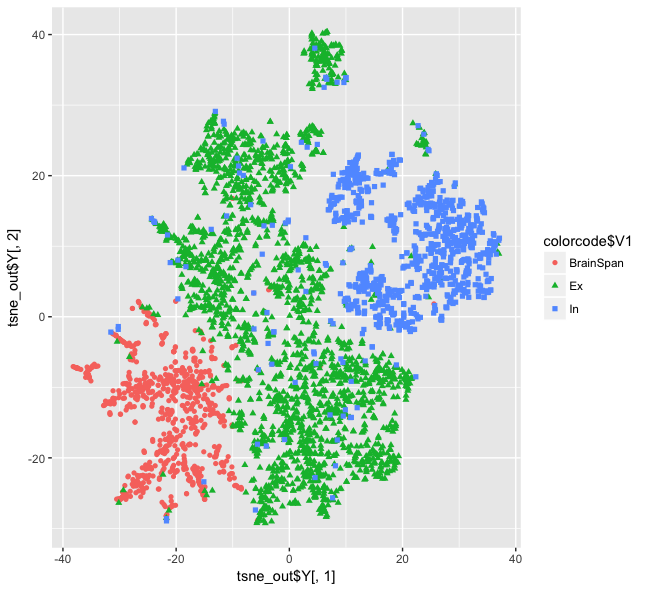 40
20
0
-20
-40
-20
0
20
40
tsne_out$Y[, 2]
tsne_out$Y[, 1]
colorcode$V1
BrainSpan
Ex
In